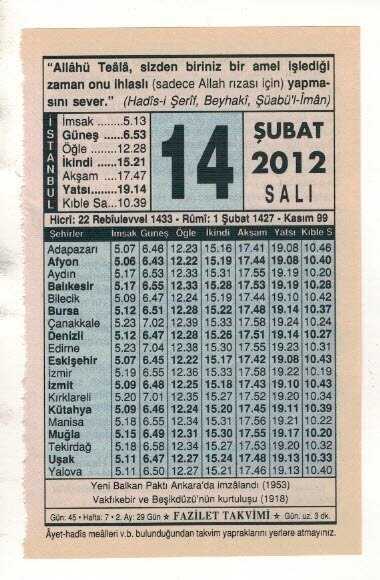 “Allâhü Teâlâ, sizden biriniz bir amel işlediği
zaman onu ihlaslı (sadece Allah rızası için) yapma-
sını sever.” (Hadîs-i Şerîf, Beyhakî, Şüabü'l-Îmân)
İSTANBUL
İmsak ........ 5.13
Güneş ....... 6.53
Öğle ......... 12.28
İkindi ....... 15.21
Akşam .... 17.47
Yatsı ........ 19.14
Kıble Sa... 10.39
14
ŞUBAT
2012
SALI
Hicrî: 22 Rebiulevvel 1433 - Rûmî: 1 Şubat 1427 - Kasım 99
Şehirler İmsak Güneş Öğle İkindi Akşam Yatsı Kıble S
Adapazarı 5.07 6.46 12.23 15.16 17.41 19.08 10.46
Afyon 5.06 6.43 12.22 15.19 17.44 19.08 10.40
Aydın 5.17 6.53 12.33 15.31 17.55 19.19 10.20
Balıkesir 5.17 6.55 12.33 15.28 17.53 19.19 10.28
Bilecik 5.09 6.47 12.24 15.19 17.44 19.10 10.42
Bursa 5.12 6.51 12.28 15.22 17.48 19.14 10.37
Çanakkale 5.23 7.02 12.39 15.33 17.58 19.24 10.24
Denizli 5.12 6.47 12.28 15.26 17.51 19.14 10.27
Edirne 5.23 7.04 12.38 15.30 17.55 19.23 10.31
Eskişehir 5.07 6.45 12.22 15.17 17.42 19.08 10.43
İzmir 5.19 6.55 12.36 15.33 17.58 19.22 10.19
İzmit 5.09 6.48 12.25 15.18 17.43 19.10 10.43
Kırklareli 5.20 7.01 12.35 15.27 17.52 19.20 10.34
Kütahya 5.09 6.46 12.24 15.20 17.45 19.11 10.39
Manisa 5.18 6.55 12.34 15.31 17.56 19.21 10.22
Muğla 5.15 6.49 12.31 15.30 17.55 19.17 10.20
Tekirdağ 5.18 6.58 12.34 15.27 17.53 19.20 10.32
Uşak 5.11 6.47 12.27 15.24 17.48 19.13 10.33
Yalova 5.11 6.50 12.27 15.21 17.46 19.13 10.40
Yeni Balkan Paktı Ankara'da imzâlandı (1953)
Vakfıkebir ve Beşikdüzü'nün kurtuluşu (1918)
Gün: 45 • Hafta: 7 • 2. Ay: 29 Gün ★ FAZİLET TAKVİMİ ★ Gün. uz. 3 dk.
Âyet-hadîs meâlleri v.b. bulunduğundan takvim yapraklarını yerlere atmayınız.